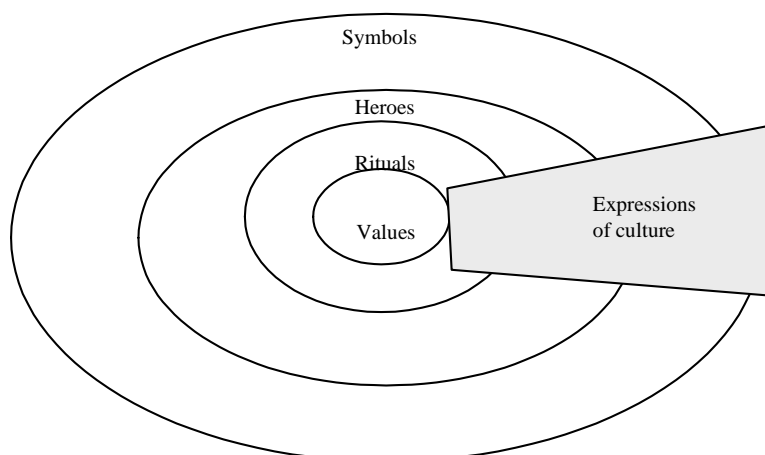 Symbols
Heroes
Rituals
Values
Expressions
of culture